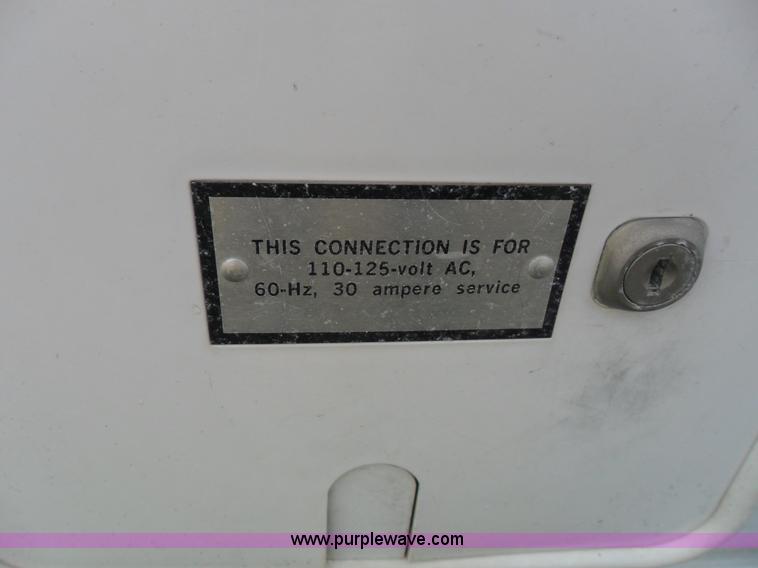 THIS CONNECTION IS FOR
110-125-volt AC,
60-Hz, 30 ampere service
www.purplewave.com